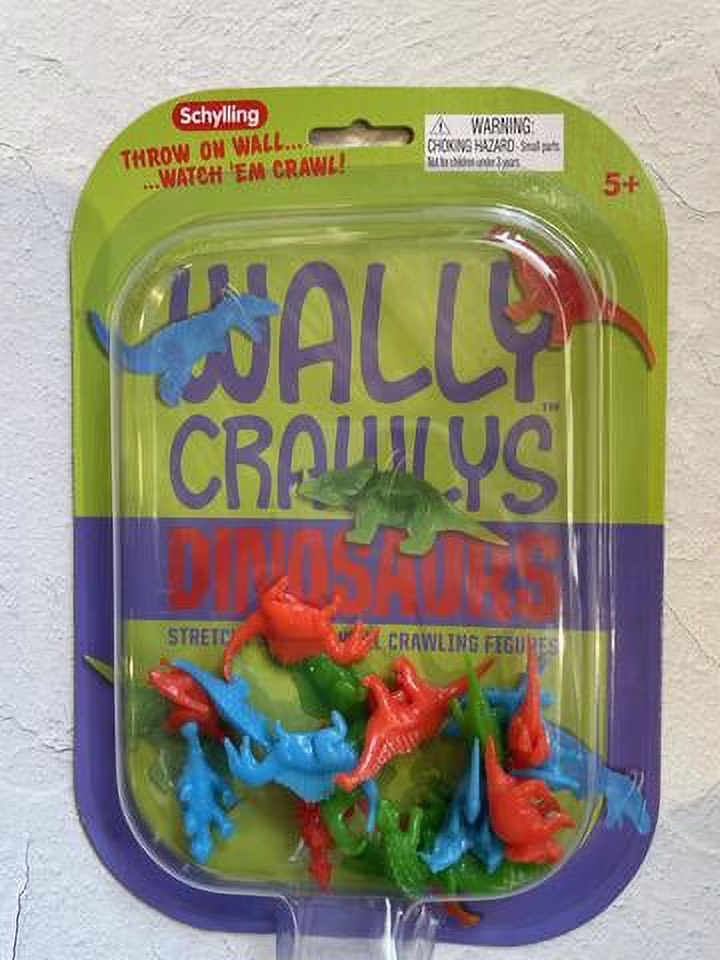 Schylling
THROW ON WALL...
...WATCH 'EM CRAWL!
WARNING:
CHOKING HAZARD - Small parts
Not for children under 3 years.
5+
WALLY
CRAWLYS™
DINOSAURS
CRAWLING FIGURES